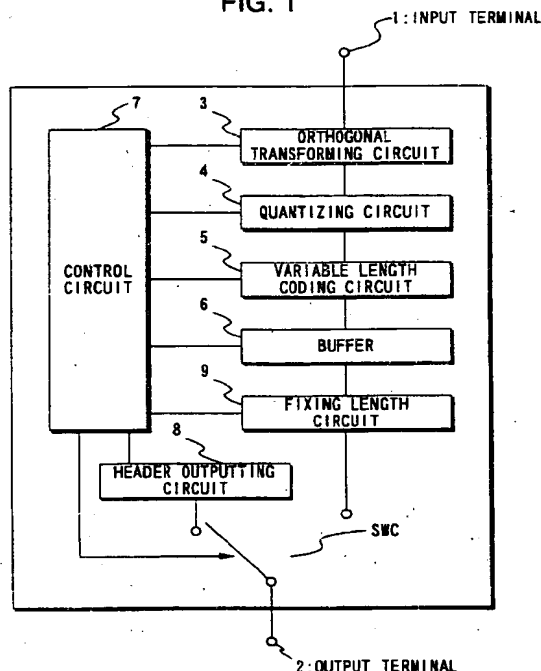 FIG. 1
1:INPUT TERMINAL
7
3
ORTHOGONAL
TRANSFORMING CIRCUIT
4
QUANTIZING CIRCUIT
5
VARIABLE LENGTH
CODING CIRCUIT
CONTROL
CIRCUIT
6
BUFFER
9
FIXING LENGTH
CIRCUIT
8
HEADER OUTPUTTING
CIRCUIT
SWC
2:OUTPUT TERMINAL